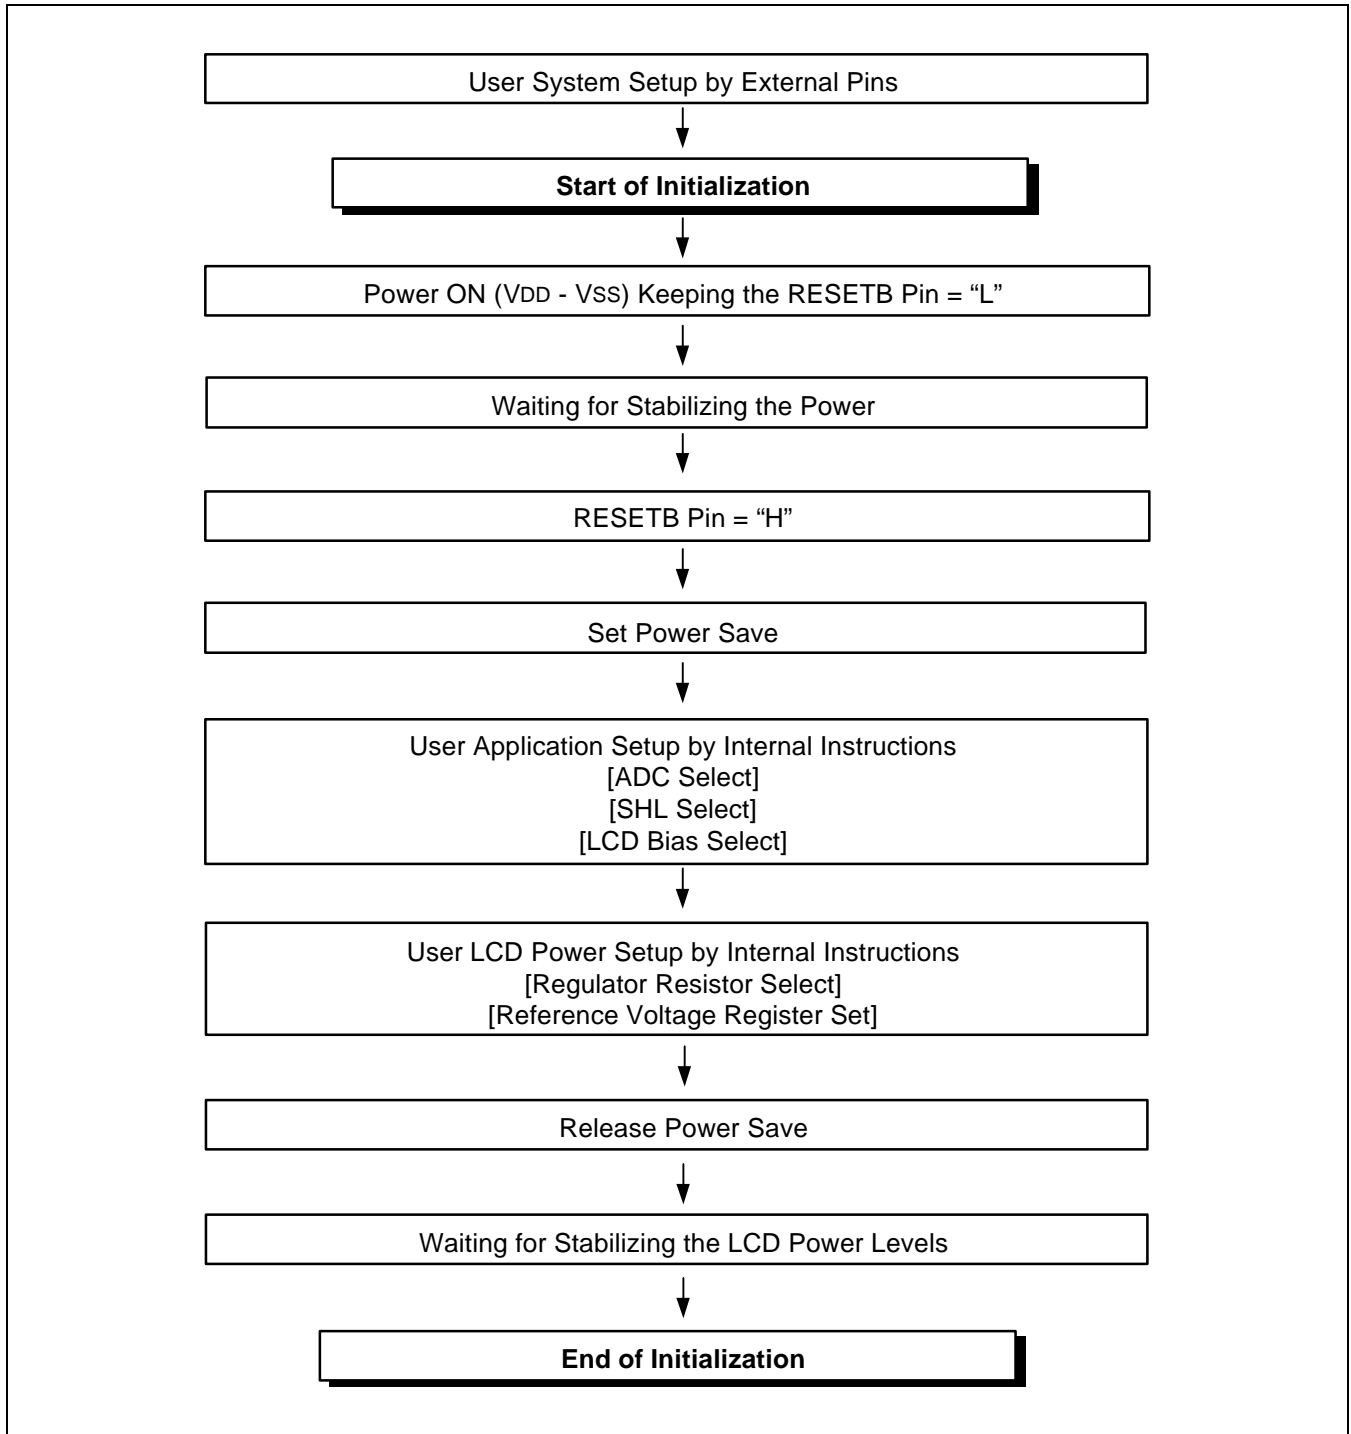 User System Setup by External Pins
Start of Initialization
Power ON (VDD - VSS) Keeping the RESETB Pin = “L”
Waiting for Stabilizing the Power
RESETB Pin = “H”
Set Power Save
User Application Setup by Internal Instructions
[ADC Select]
[SHL Select]
[LCD Bias Select]
User LCD Power Setup by Internal Instructions
[Regulator Resistor Select]
[Reference Voltage Register Set]
Release Power Save
Waiting for Stabilizing the LCD Power Levels
End of Initialization